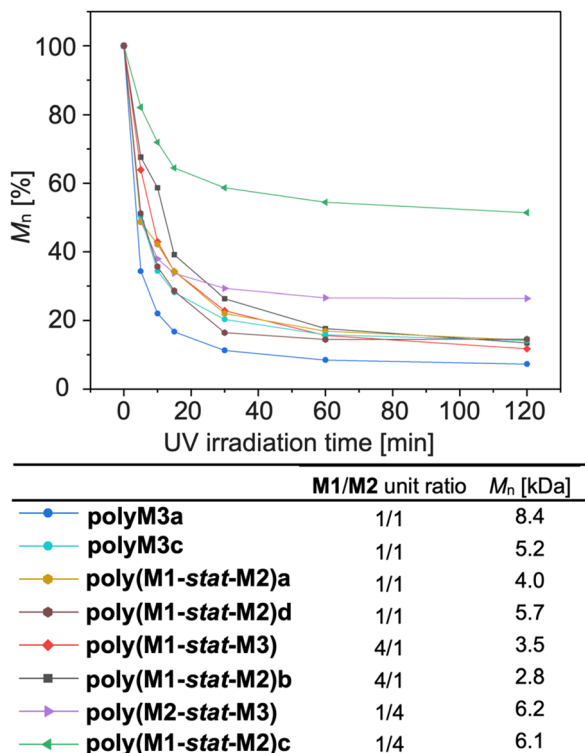 100
80
60
40
20
0
Mn [%]
0 20 40 60 80 100 120
UV irradiation time [min]
M1/M2 unit ratio Mn [kDa]
polyM3a 1/1 8.4
polyM3c 1/1 5.2
poly(M1-stat-M2)a 1/1 4.0
poly(M1-stat-M2)d 1/1 5.7
poly(M1-stat-M3) 4/1 3.5
poly(M1-stat-M2)b 4/1 2.8
poly(M2-stat-M3) 1/4 6.2
poly(M1-stat-M2)c 1/4 6.1